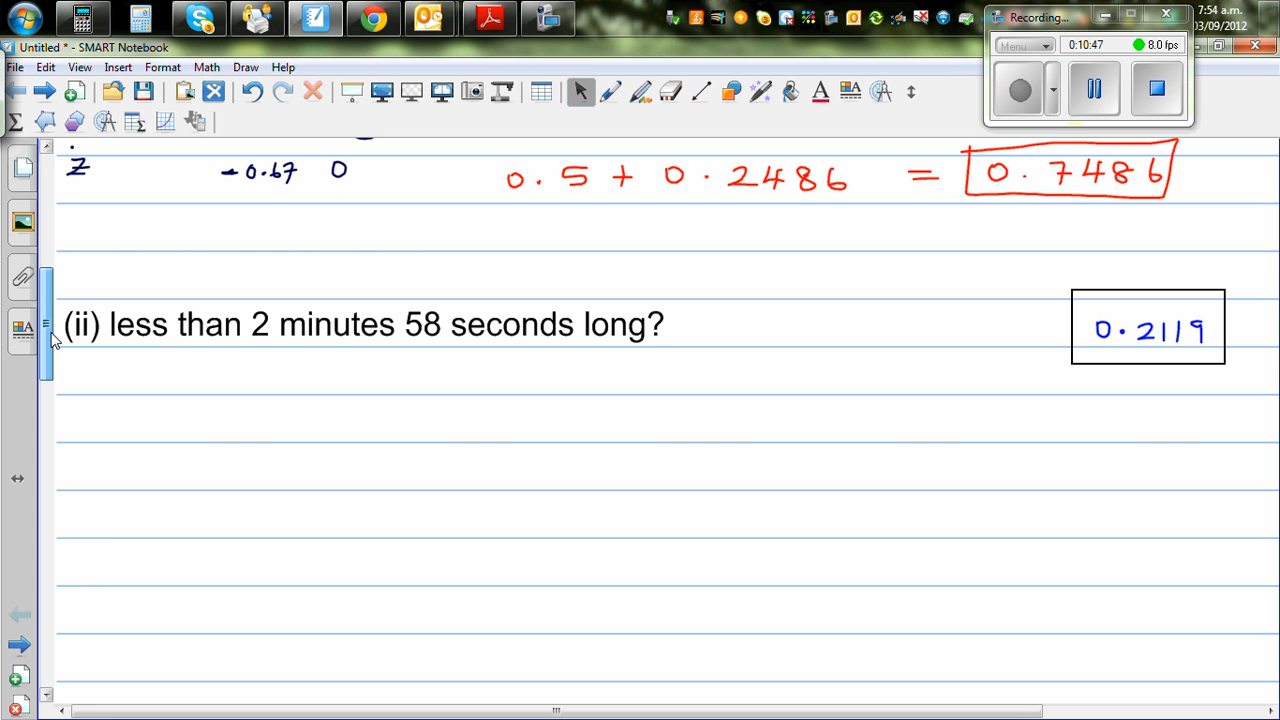 7:54 a.m.
03/09/2012
Recording...
Menu
0:10:47
8.0 fps
Untitled * - SMART Notebook
File Edit View Insert Format Math Draw Help
z -0.67 0
0.5 + 0.2486 = 0.7486
(ii) less than 2 minutes 58 seconds long?
0.2119